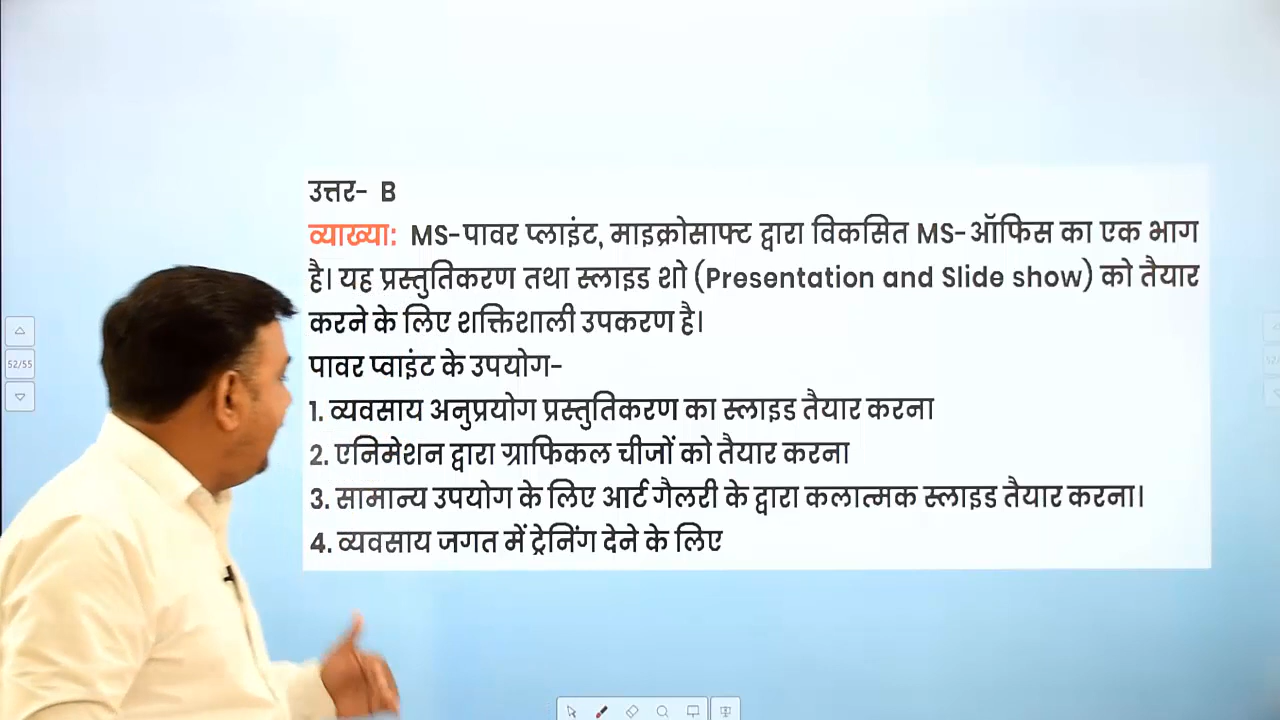 उत्तर- B
व्याख्या: MS-पावर प्लाइंट, माइक्रोसाफ्ट द्वारा विकसित MS-ऑफिस का एक भाग
है। यह प्रस्तुतिकरण तथा स्लाइड शो (Presentation and Slide show) को तैयार
करने के लिए शक्तिशाली उपकरण है।
पावर प्वाइंट के उपयोग-
1. व्यवसाय अनुप्रयोग प्रस्तुतिकरण का स्लाइड तैयार करना
2. एनिमेशन द्वारा ग्राफिकल चीजों को तैयार करना
3. सामान्य उपयोग के लिए आर्ट गैलरी के द्वारा कलात्मक स्लाइड तैयार करना।
4. व्यवसाय जगत में ट्रेनिंग देने के लिए
52/55